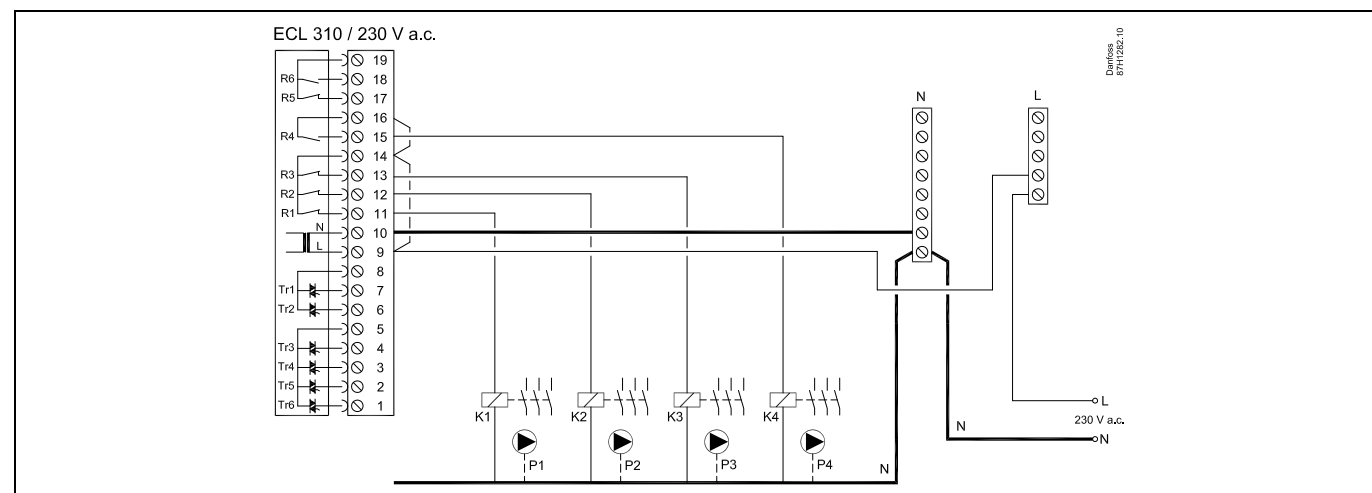 ECL 310 / 230 V a.c.
Danfoss
87H1282.10
19
R6 18
R5 17
16
R4 15
14
R3 13
R2 12
R1 11
N 10
L 9
8
Tr1 7
Tr2 6
5
Tr3 4
Tr4 3
Tr5 2
Tr6 1
N L
K1 K2 K3 K4
P1 P2 P3 P4
L
230 V a.c.
N
N
N